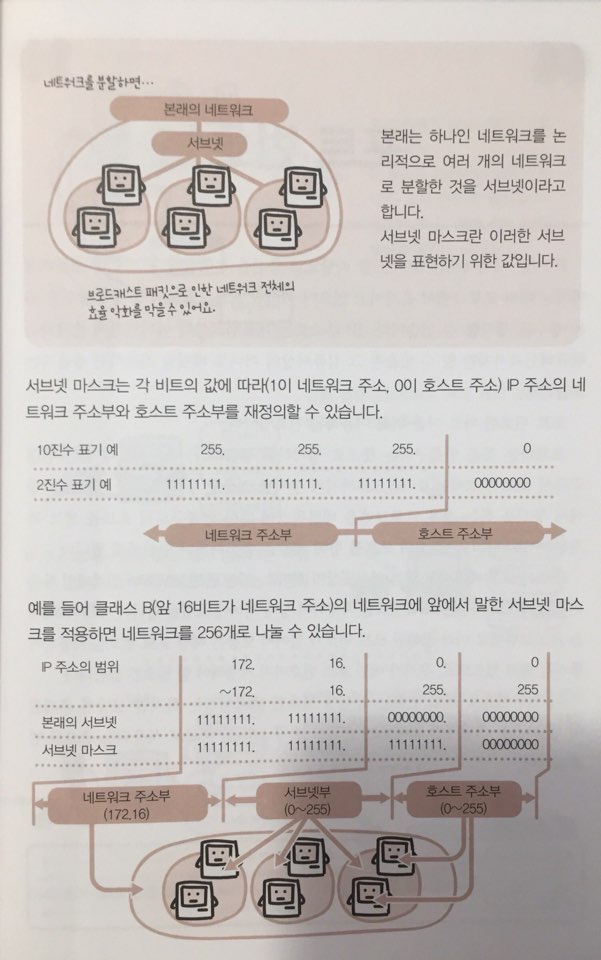 네트워크를 분할하면...
본래의 네트워크
서브넷
본래는 하나인 네트워크를 논
리적으로 여러 개의 네트워크
로 분할한 것을 서브넷이라고
합니다.
서브넷 마스크란 이러한 서브
넷을 표현하기 위한 값입니다.
브로드캐스트 패킷으로 인한 네트워크 전체의
효율 악화를 막을 수 있어요.
서브넷 마스크는 각 비트의 값에 따라(1이 네트워크 주소, 0이 호스트 주소) IP 주소의 네
트워크 주소부와 호스트 주소부를 재정의할 수 있습니다.
10진수 표기 예 255. 255. 255. 0
2진수 표기 예 11111111. 11111111. 11111111. 00000000
네트워크 주소부 호스트 주소부
예를 들어 클래스 B(앞 16비트가 네트워크 주소)의 네트워크에 앞에서 말한 서브넷 마스
크를 적용하면 네트워크를 256개로 나눌 수 있습니다.
IP 주소의 범위 172. 16. 0. 0
~172. 16. 255. 255
본래의 서브넷 11111111. 11111111. 00000000. 00000000
서브넷 마스크 11111111. 11111111. 11111111. 00000000
네트워크 주소부 서브넷부 호스트 주소부
(172.16) (0~255) (0~255)